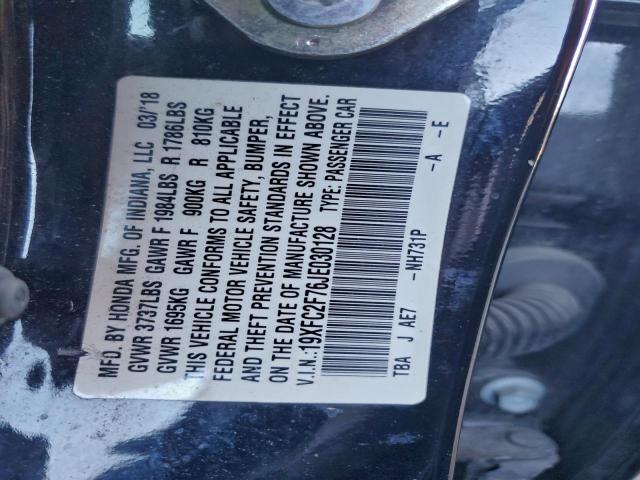 MFD. BY HONDA MFG. OF INDIANA, LLC 03/'18
GVWR 3737LBS GAWR F 1984LBS R 1786LBS
GVWR 1695KG GAWR F 900KG R 810KG
THIS VEHICLE CONFORMS TO ALL APPLICABLE
FEDERAL MOTOR VEHICLE SAFETY, BUMPER,
AND THEFT PREVENTION STANDARDS IN EFFECT
ON THE DATE OF MANUFACTURE SHOWN ABOVE.
V.I.N.:19XFC2F76JE030128 TYPE: PASSENGER CAR
TBA J AE7 -NH731P -A -E